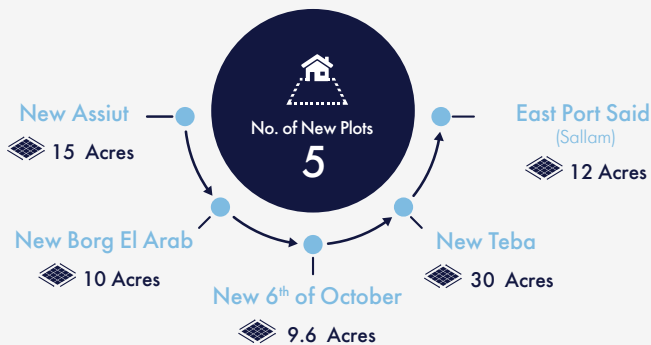 No. of New Plots
5
New Assiut
15 Acres
New Borg El Arab
10 Acres
New 6th of October
9.6 Acres
New Teba
30 Acres
East Port Said
(Sallam)
12 Acres